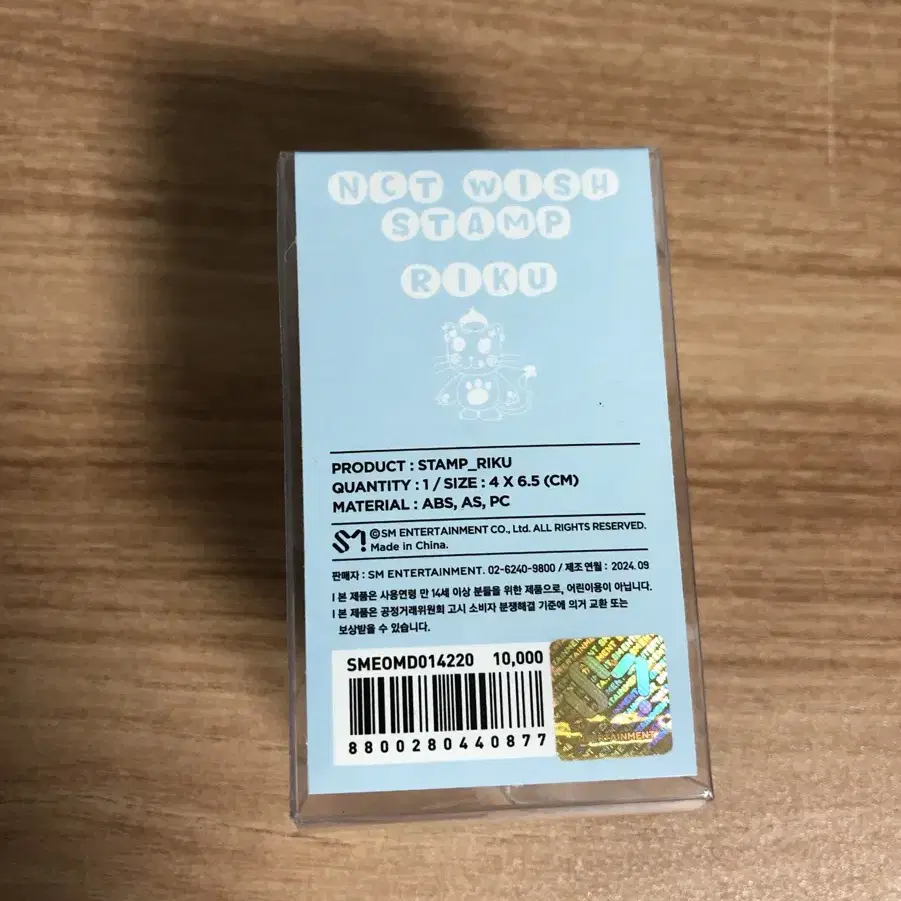 NCT WISH
STAMP
RIKU
PRODUCT : STAMP_RIKU
QUANTITY : 1 / SIZE : 4 X 6.5 (CM)
MATERIAL : ABS, AS, PC
©SM ENTERTAINMENT CO., Ltd. ALL RIGHTS RESERVED.
Made in China.
판매자 : SM ENTERTAINMENT. 02-6240-9800 / 제조 연월 : 2024. 09
l 본 제품은 사용연령 만 14세 이상 분들을 위한 제품으로, 어린이용이 아닙니다.
l 본 제품은 공정거래위원회 고시 소비자 분쟁해결 기준에 의거 교환 또는
보상받을 수 있습니다.
SMEOMD014220 10,000
8800280440877